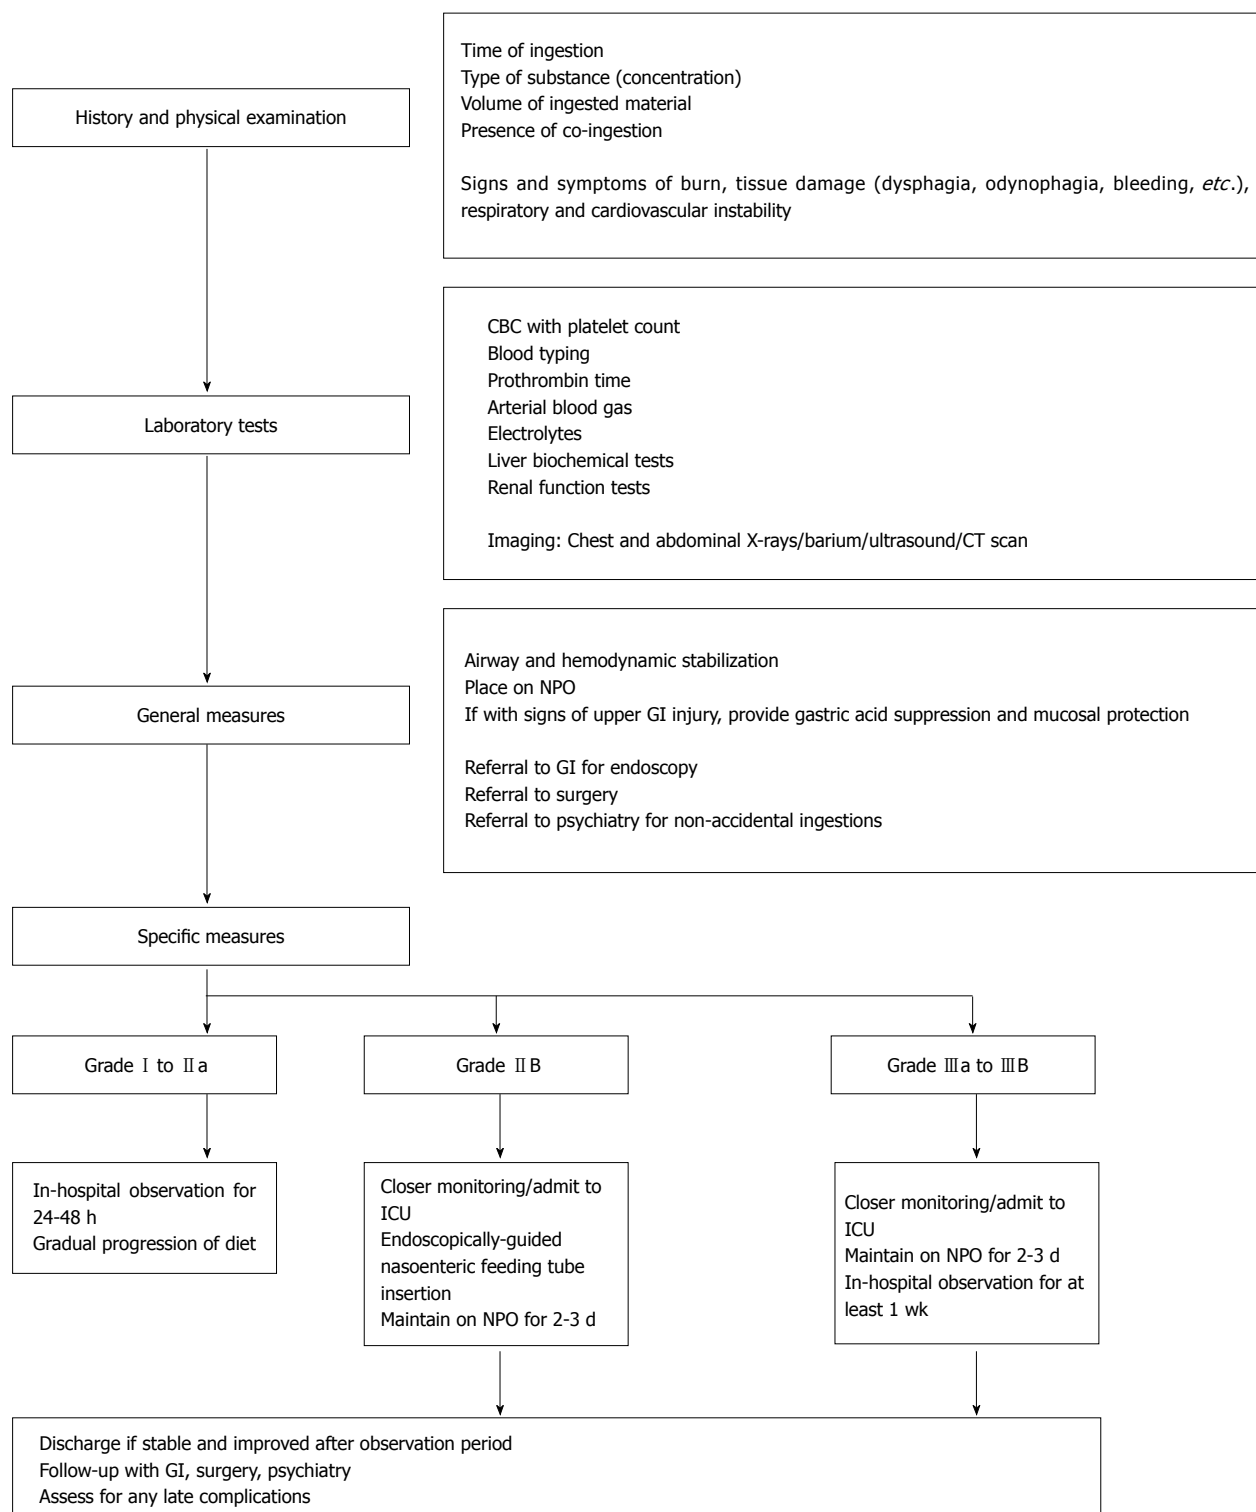 History and physical examination
Time of ingestion
Type of substance (concentration)
Volume of ingested material
Presence of co-ingestion
Signs and symptoms of burn, tissue damage (dysphagia, odynophagia, bleeding, etc.),
respiratory and cardiovascular instability
Laboratory tests
CBC with platelet count
Blood typing
Prothrombin time
Arterial blood gas
Electrolytes
Liver biochemical tests
Renal function tests
Imaging: Chest and abdominal X-rays/barium/ultrasound/CT scan
General measures
Airway and hemodynamic stabilization
Place on NPO
If with signs of upper GI injury, provide gastric acid suppression and mucosal protection
Referral to GI for endoscopy
Referral to surgery
Referral to psychiatry for non-accidental ingestions
Specific measures
Grade Ⅰ to Ⅱa
Grade ⅡB
Grade Ⅲa to ⅢB
In-hospital observation for
24-48 h
Gradual progression of diet
Closer monitoring/admit to
ICU
Endoscopically-guided
nasoenteric feeding tube
insertion
Maintain on NPO for 2-3 d
Closer monitoring/admit to
ICU
Maintain on NPO for 2-3 d
In-hospital observation for at
least 1 wk
Discharge if stable and improved after observation period
Follow-up with GI, surgery, psychiatry
Assess for any late complications